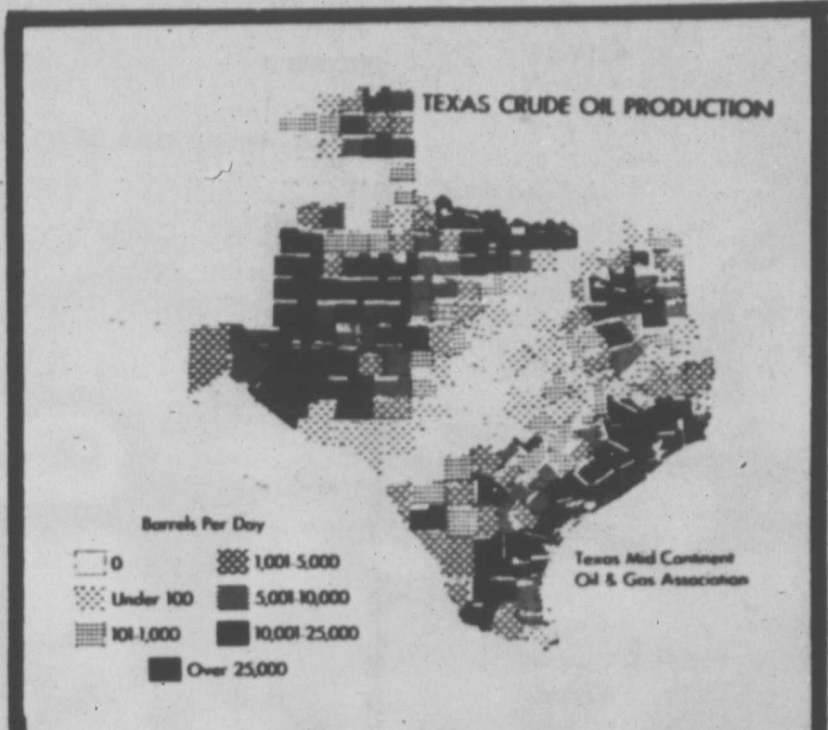 TEXAS CRUDE OIL PRODUCTION
Barrels Per Day
0
Under 100
101-1,000
1,001-5,000
5,001-10,000
10,001-25,000
Over 25,000
Texas Mid Continent
Oil & Gas Association